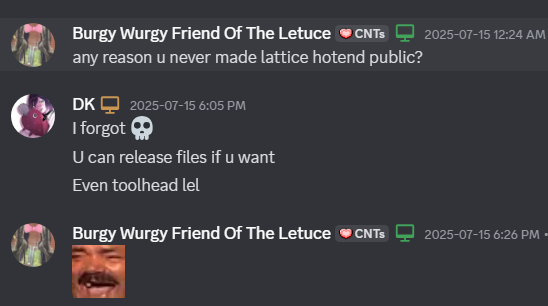 Burgy Wurgy Friend Of The Letuce CNTs 2025-07-15 12:24 AM
any reason u never made lattice hotend public?
DK 2025-07-15 6:05 PM
I forgot 💀
U can release files if u want
Even toolhead lel
Burgy Wurgy Friend Of The Letuce CNTs 2025-07-15 6:26 PM •